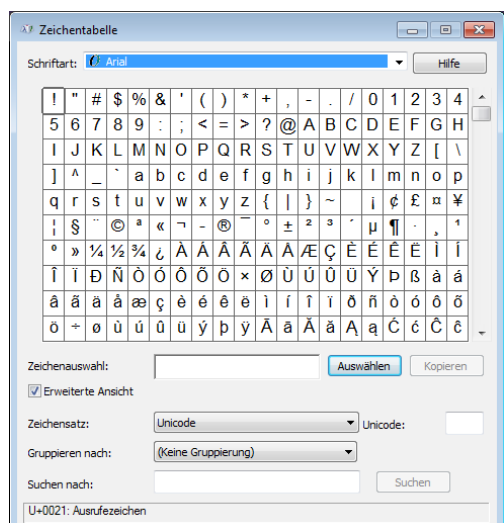 Zeichentabelle
Schriftart: Arial Hilfe
! " # $ % & ' ( ) * + , - . / 0 1 2 3 4
5 6 7 8 9 : ; < = > ? @ A B C D E F G H
I J K L M N O P Q R S T U V W X Y Z [ \
] ^ _ ` a b c d e f g h i j k l m n o p
q r s t u v w x y z { | } ~ ¡ ¢ £ ¤ ¥
¦ § ¨ © ª « ¬ - ® ¯ ° ± ² ³ ´ µ ¶ · ¸ ¹
º » ¼ ½ ¾ ¿ À Á Â Ã Ä Å Æ Ç È É Ê Ë Ì Í
Î Ï Ð Ñ Ò Ó Ô Õ Ö × Ø Ù Ú Û Ü Ý Þ ß à á
â ã ä å æ ç è é ê ë ì í î ï ð ñ ò ó ô õ
ö ÷ ø ù ú û ü ý þ ÿ Ā ā Ă ă Ą ą Ć ć Ĉ ĉ
Zeichenauswahl: Auswählen Kopieren
Erweiterte Ansicht
Zeichensatz: Unicode Unicode:
Gruppieren nach: (Keine Gruppierung)
Suchen nach: Suchen
U+0021: Ausrufezeichen